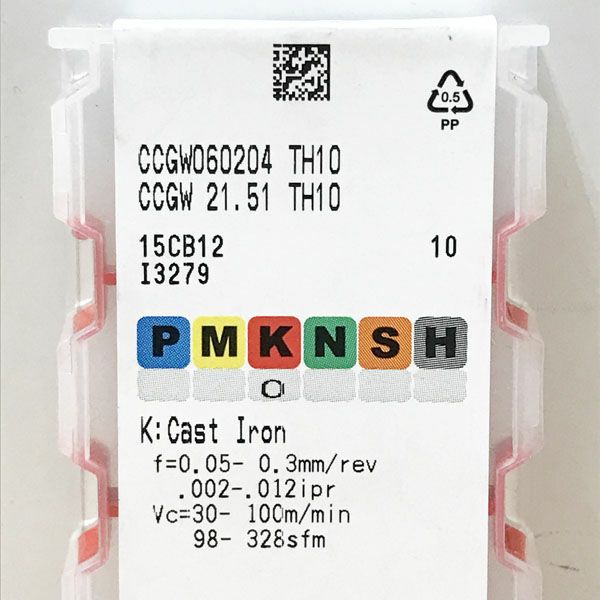 0.5
PP
CCGW060204 TH10
CCGW 21.51 TH10
15CB12 10
I3279
P M K N S H
O
K:Cast Iron
f=0.05- 0.3mm/rev
.002-.012ipr
Vc=30- 100m/min
98- 328sfm